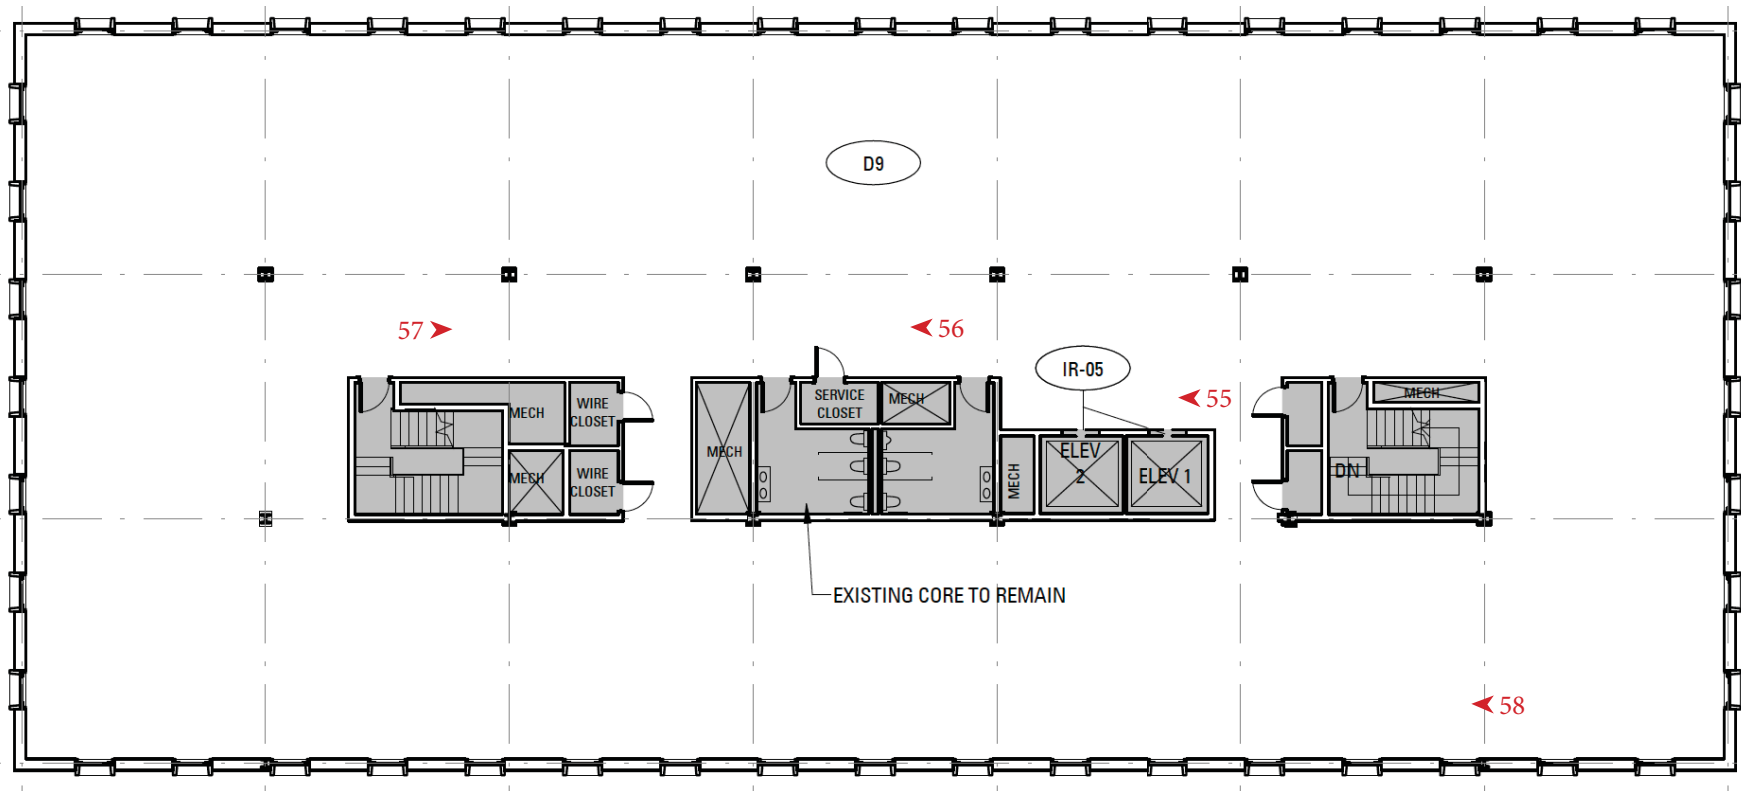 D9
57
56
IR-05
55
WIRE
CLOSET
MECH
SERVICE
CLOSET
MECH
MECH
MECH
MECH
WIRE
CLOSET
MECH
ELEV
2
ELEV 1
MECH
DN
EXISTING CORE TO REMAIN
58